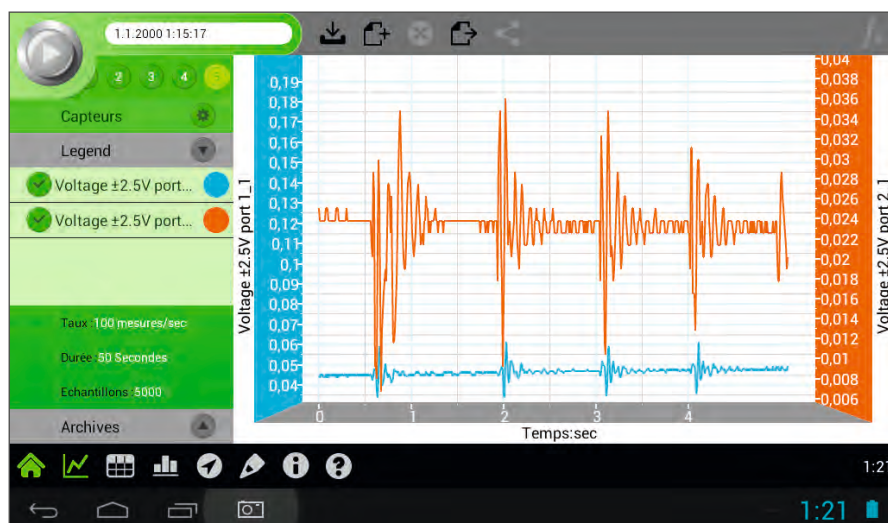 1.1.2000 1:15:17
2 3 4 5
Capteurs
Legend
Voltage ±2.5V port...
Voltage ±2.5V port...
Taux :100 mesures/sec
Durée :50 Secondes
Echantillons :5000
Archives
Voltage ±2.5V port 1_1
0,19
0,18
0,17
0,16
0,15
0,14
0,13
0,12
0,11
0,1
0,09
0,08
0,07
0,06
0,05
0,04
0 1 2 3 4
Temps:sec
0,04
0,038
0,036
0,034
0,032
0,03
0,028
0,026
0,024
0,022
0,02
0,018
0,016
0,014
0,012
0,01
0,008
0,006
Voltage ±2.5V port 2_1
1:21
1:21